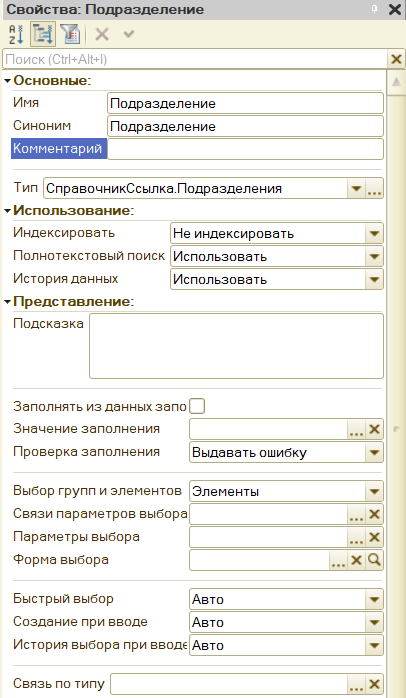 Свойства: Подразделение
Поиск (Ctrl+Alt+I)
Основные:
Имя Подразделение
Синоним Подразделение
Комментарий
Тип СправочникСсылка.Подразделения
Использование:
Индексировать Не индексировать
Полнотекстовый поиск Использовать
История данных Использовать
Представление:
Подсказка
Заполнять из данных запо
Значение заполнения
Проверка заполнения Выдавать ошибку
Выбор групп и элементов Элементы
Связи параметров выбора
Параметры выбора
Форма выбора
Быстрый выбор Авто
Создание при вводе Авто
История выбора при вводе Авто
Связь по типу